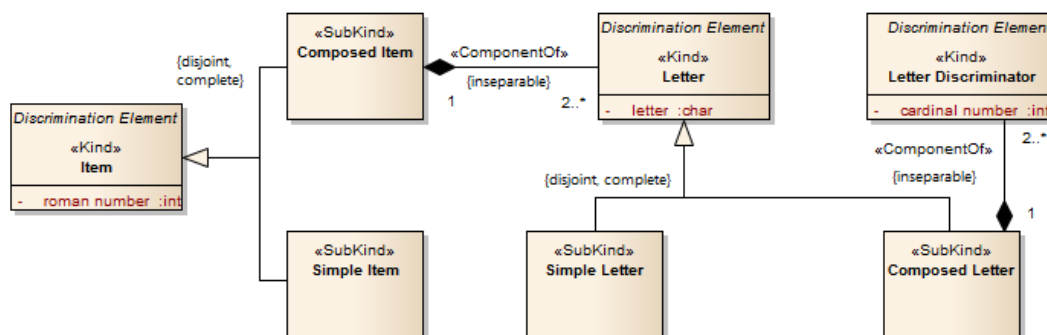 «SubKind»
Composed Item
{disjoint,
complete}
«ComponentOf»
{inseparable}
1
2..*
Discrimination Element
«Kind»
Letter
- letter :char
Discrimination Elemen
«Kind»
Letter Discriminator
- cardinal number :int
2..*
«ComponentOf»
{inseparable}
1
Discrimination Element
«Kind»
Item
- roman number :int
{disjoint, complete}
«SubKind»
Simple Item
«SubKind»
Simple Letter
«SubKind»
Composed Letter